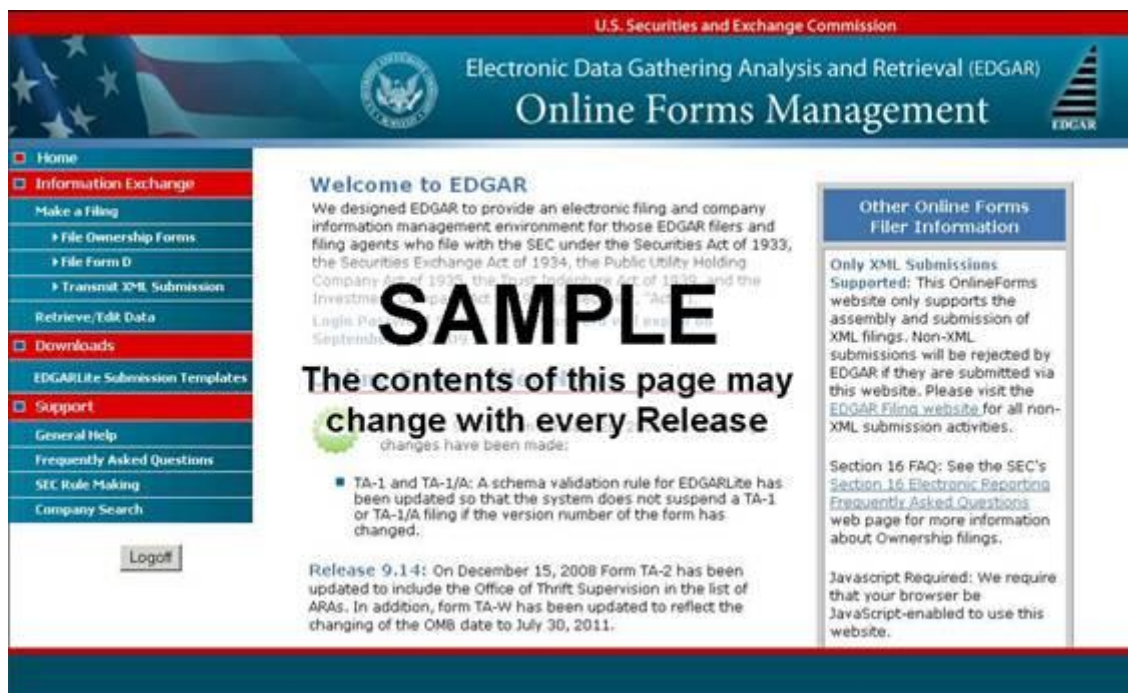 U.S. Securities and Exchange Commission
Electronic Data Gathering Analysis and Retrieval (EDGAR)
Online Forms Management
EDGAR
Home
Information Exchange
Make a Filing
File Ownership Forms
File Form D
Transmit XML Submission
Retrieve/Edit Data
Downloads
EDGARLite Submission Templates
Support
General Help
Frequently Asked Questions
SEC Rule Making
Company Search
Logoff
Welcome to EDGAR
We designed EDGAR to provide an electronic filing and company
information management environment for those EDGAR filers and
filing agents who file with the SEC under the Securities Act of 1933,
the Securities Exchange Act of 1934, the Public Utility Holding
Company Act of 1935, the Trust Indenture Act of 1939, and the
SAMPLE
The contents of this page may
change with every Release
changes have been made:
TA-1 and TA-1/A: A schema validation rule for EDGARLite has
been updated so that the system does not suspend a TA-1
or TA-1/A filing if the version number of the form has
changed.
Release 9.14: On December 15, 2008 Form TA-2 has been
updated to include the Office of Thrift Supervision in the list of
ARAs. In addition, form TA-W has been updated to reflect the
changing of the OMB date to July 30, 2011.
Other Online Forms
Filer Information
Only XML Submissions
Supported: This OnlineForms
website only supports the
assembly and submission of
XML filings. Non-XML
submissions will be rejected by
EDGAR if they are submitted via
this website. Please visit the
EDGAR Filing website for all non-
XML submission activities.
Section 16 FAQ: See the SEC's
Section 16 Electronic Reporting
Frequently Asked Questions
web page for more information
about Ownership filings.
Javascript Required: We require
that your browser be
JavaScript-enabled to use this
website.